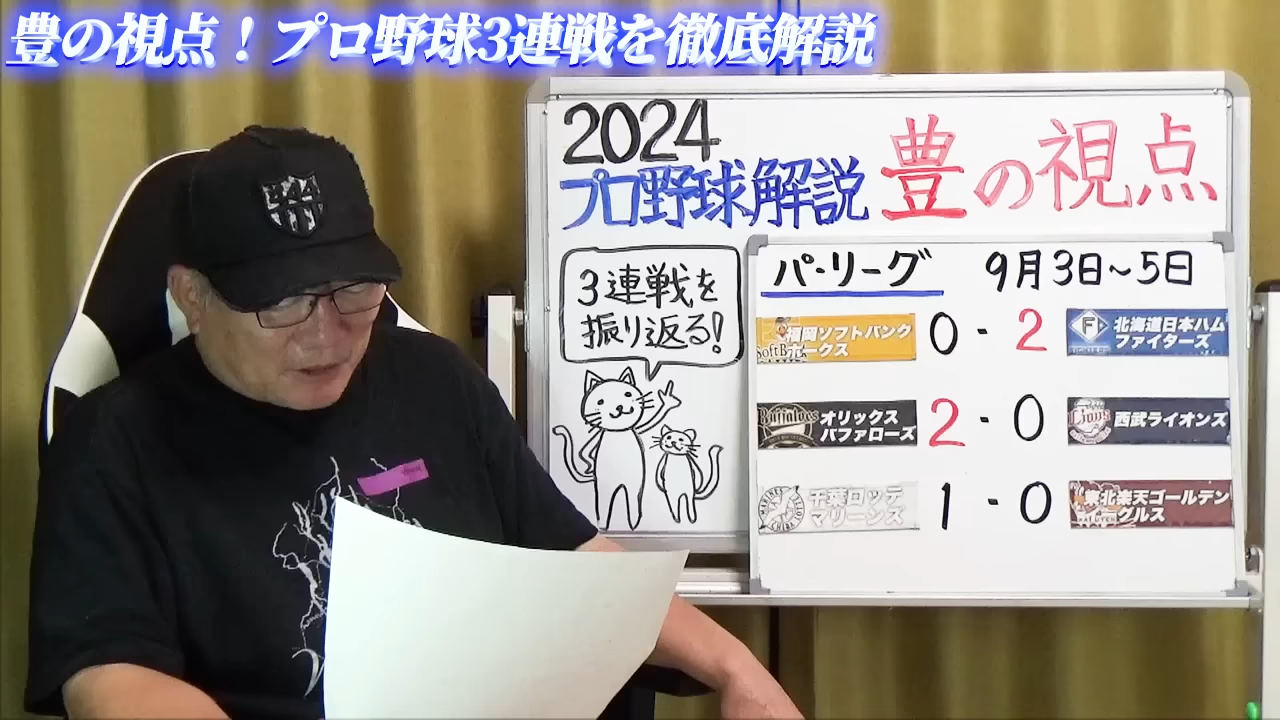 豊の視点！プロ野球3連戦を徹底解説
2024
プロ野球解説 豊の視点
3連戦を
振り返る!
パ・リーグ 9月3日～5日
福岡ソフトバンク
ホークス
0 - 2
北海道日本ハム
ファイターズ
Buffaloes
オリックス
バファローズ
2 - 0
Lions
西武ライオンズ
千葉ロッテ
マリーンズ
1 - 0
東北楽天ゴールデン